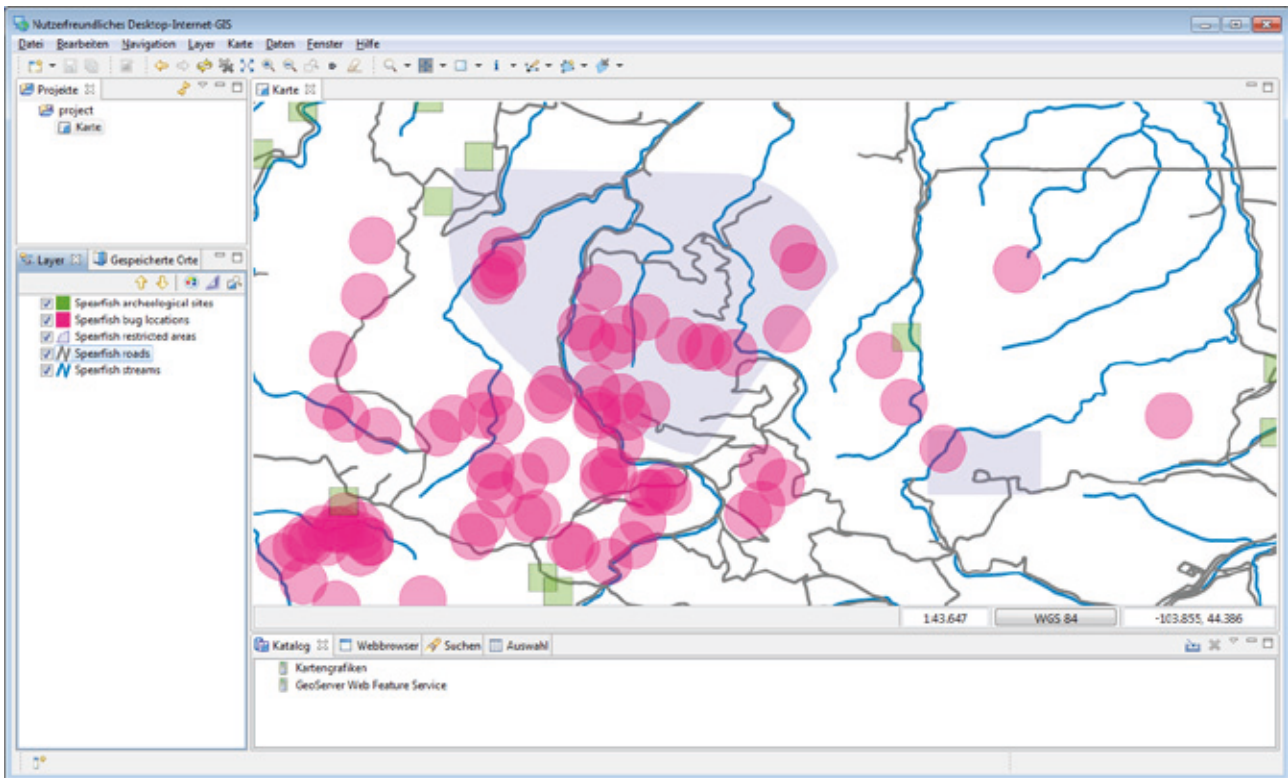 Nutzerfreundliches Desktop-Internet-GIS
Datei Bearbeiten Navigation Layer Karte Daten Fenster Hilfe
Projekte
project
Karte
Karte
Layer Gespeicherte Orte
Spearfish archeological sites
Spearfish bug locations
Spearfish restricted areas
Spearfish roads
Spearfish streams
1:43.647 WGS 84 -103.855, 44.386
Katalog Webbrowser Suchen Auswahl
Kartengrafiken
GeoServer Web Feature Service